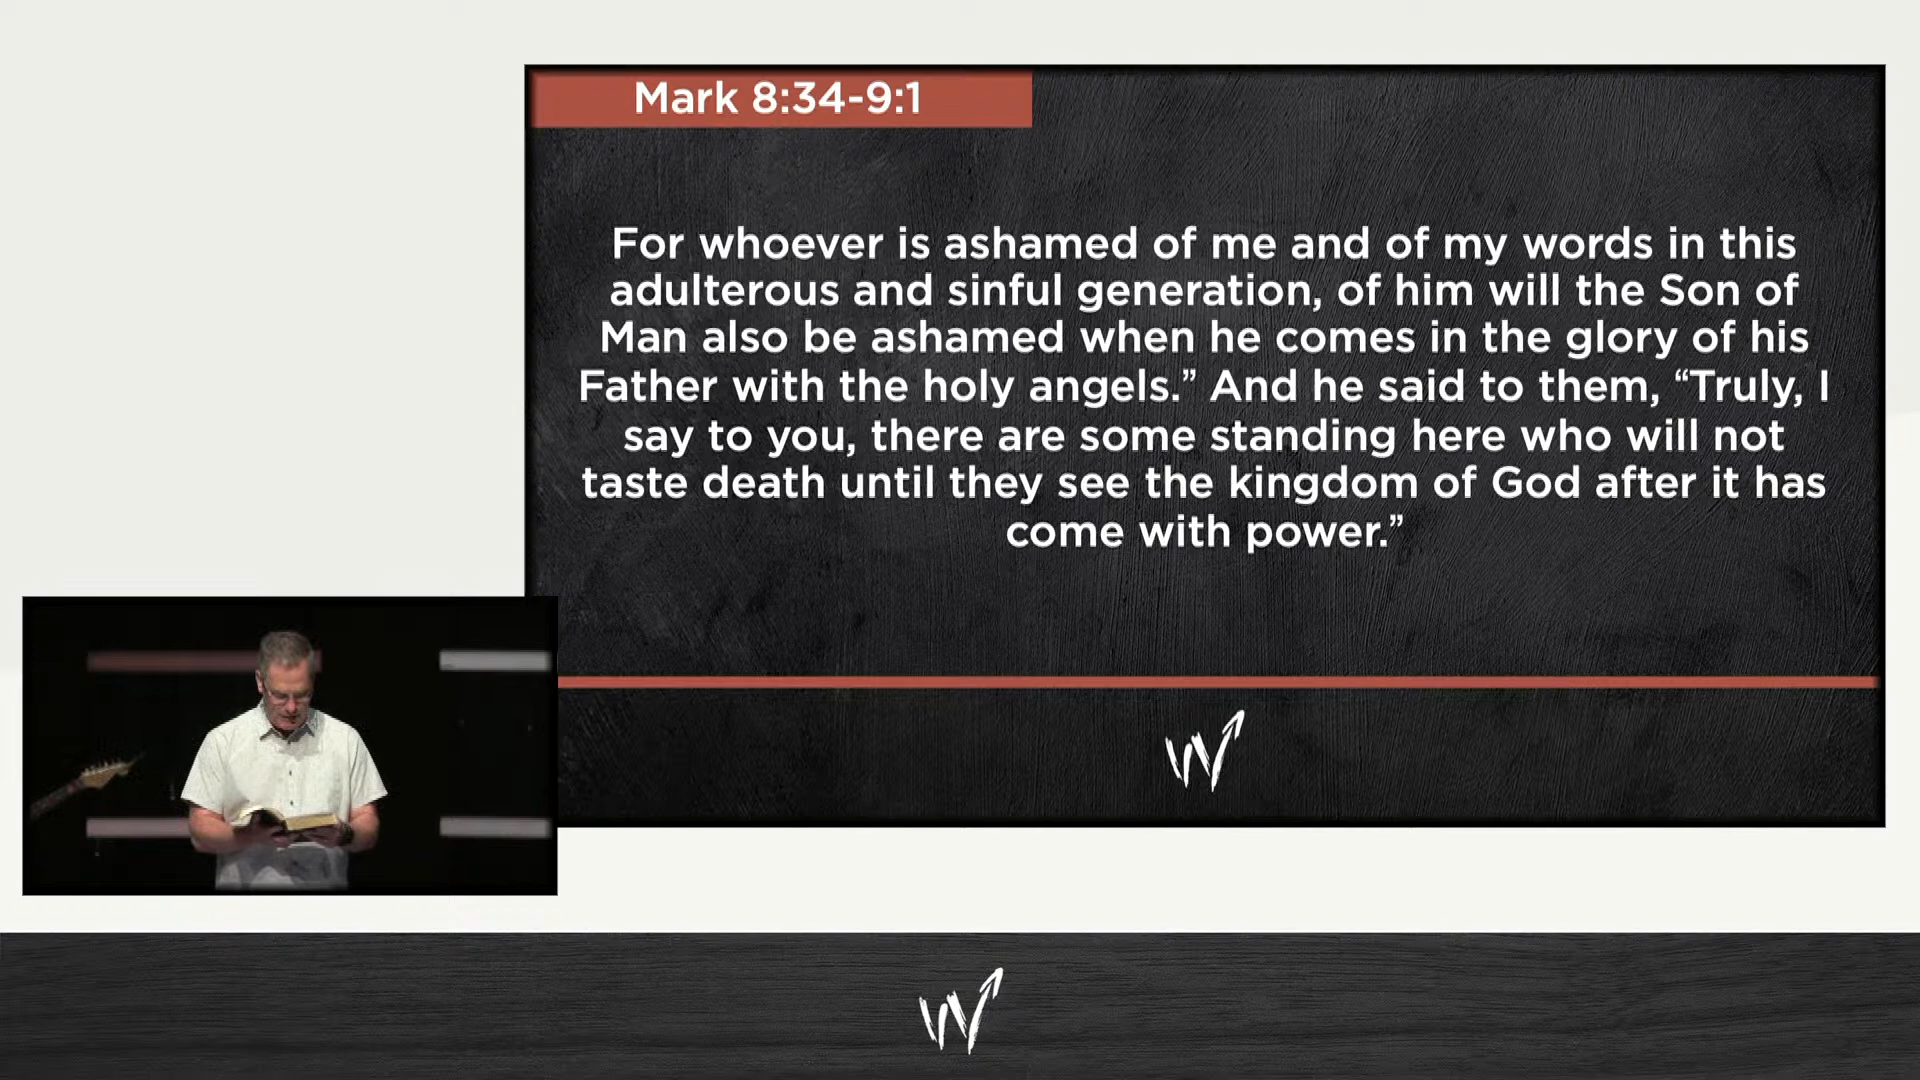 Mark 8:34-9:1
For whoever is ashamed of me and of my words in this
adulterous and sinful generation, of him will the Son of
Man also be ashamed when he comes in the glory of his
Father with the holy angels.” And he said to them, “Truly, I
say to you, there are some standing here who will not
taste death until they see the kingdom of God after it has
come with power.”